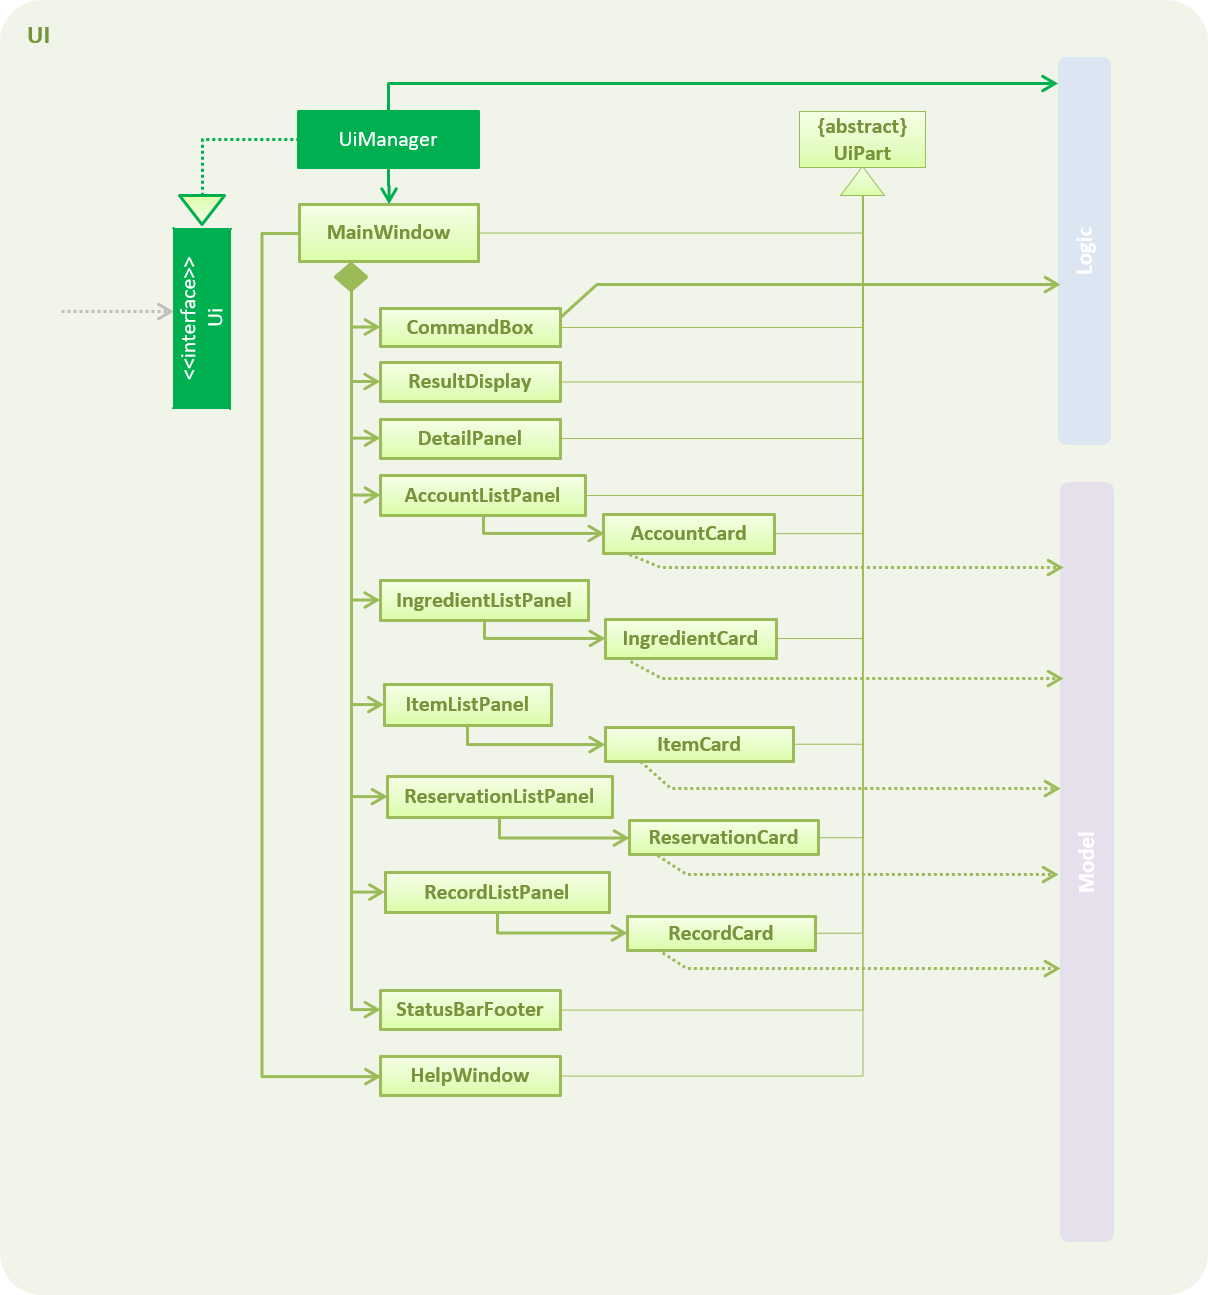 UI
UiManager
{abstract}
UiPart
MainWindow
<<interface>>
Ui
Logic
CommandBox
ResultDisplay
DetailPanel
AccountListPanel
AccountCard
IngredientListPanel
IngredientCard
ItemListPanel
ItemCard
ReservationListPanel
ReservationCard
Model
RecordListPanel
RecordCard
StatusBarFooter
HelpWindow